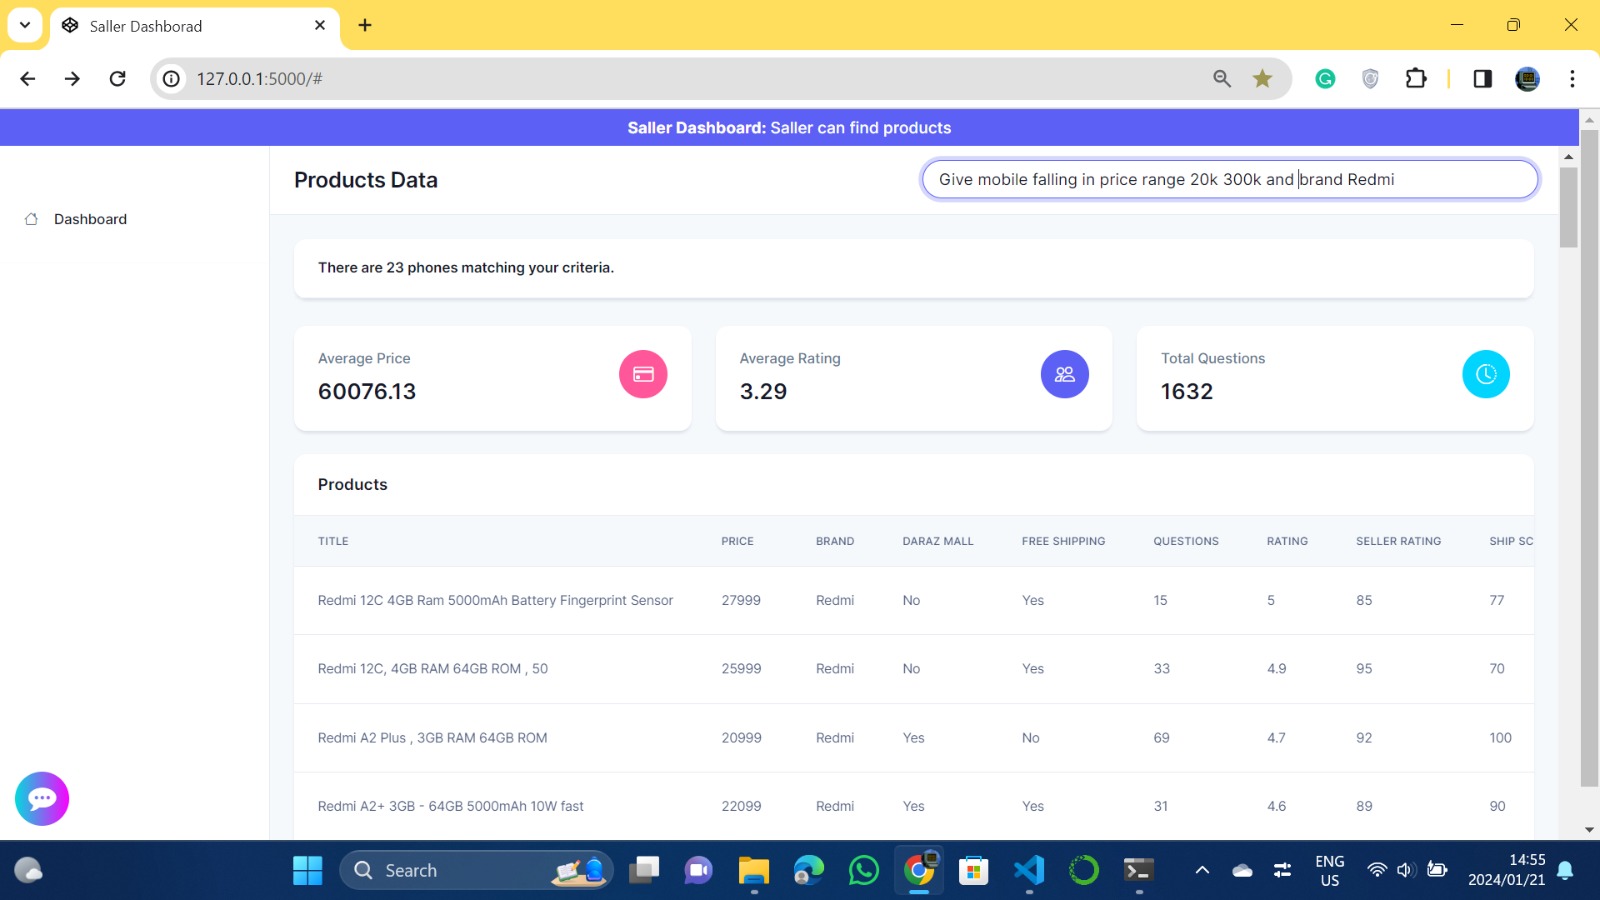 Saller Dashborad
127.0.0.1:5000/#
Saller Dashboard: Saller can find products
Products Data
Give mobile falling in price range 20k 300k and brand Redmi
Dashboard
There are 23 phones matching your criteria.
Average Price
60076.13
Average Rating
3.29
Total Questions
1632
Products
TITLE PRICE BRAND DARAZ MALL FREE SHIPPING QUESTIONS RATING SELLER RATING SHIP SC
Redmi 12C 4GB Ram 5000mAh Battery Fingerprint Sensor 27999 Redmi No Yes 15 5 85 77
Redmi 12C, 4GB RAM 64GB ROM , 50 25999 Redmi No Yes 33 4.9 95 70
Redmi A2 Plus , 3GB RAM 64GB ROM 20999 Redmi Yes No 69 4.7 92 100
Redmi A2+ 3GB - 64GB 5000mAh 10W fast 22099 Redmi Yes Yes 31 4.6 89 90
Search
ENG
US
14:55
2024/01/21